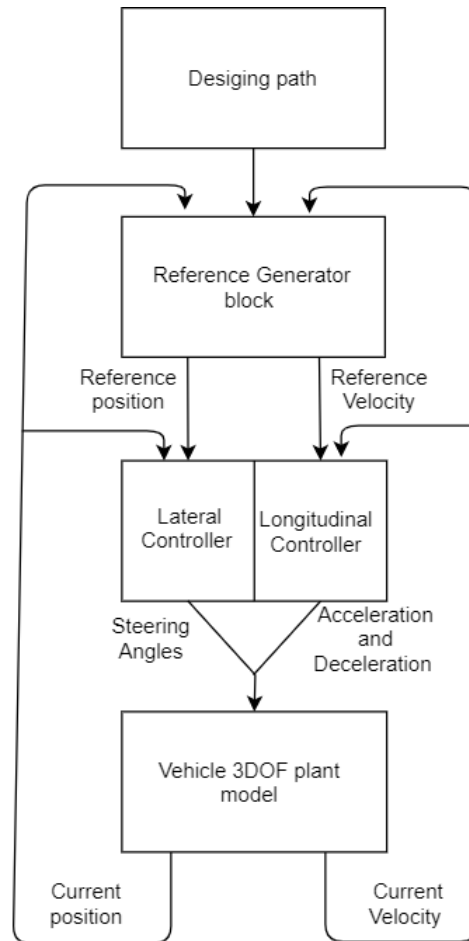 Desiging path
Reference Generator
block
Reference
position
Reference
Velocity
Lateral
Controller
Longitudinal
Controller
Steering
Angles
Acceleration
and
Deceleration
Vehicle 3DOF plant
model
Current
position
Current
Velocity